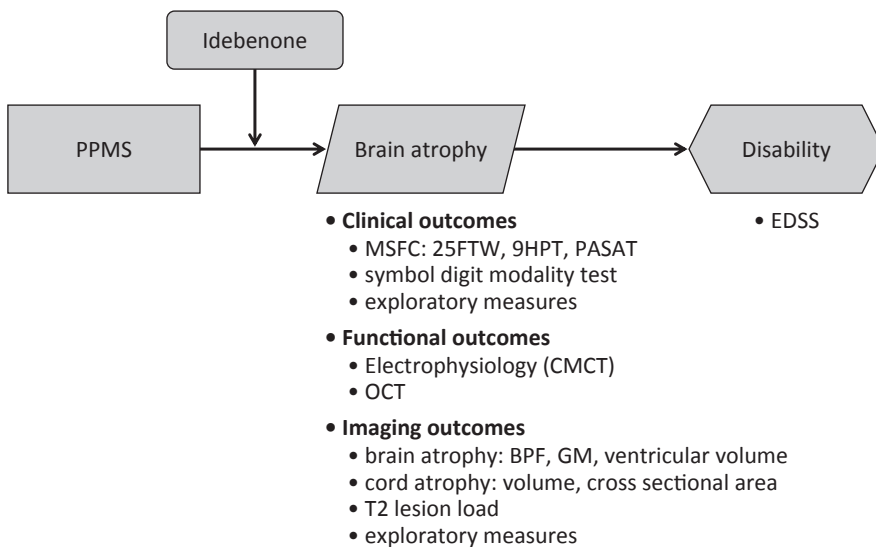 Idebenone
PPMS
Brain atrophy
Disability
• Clinical outcomes
• MSFC: 25FTW, 9HPT, PASAT
• symbol digit modality test
• exploratory measures
• Functional outcomes
• Electrophysiology (CMCT)
• OCT
• Imaging outcomes
• brain atrophy: BPF, GM, ventricular volume
• cord atrophy: volume, cross sectional area
• T2 lesion load
• exploratory measures
• EDSS